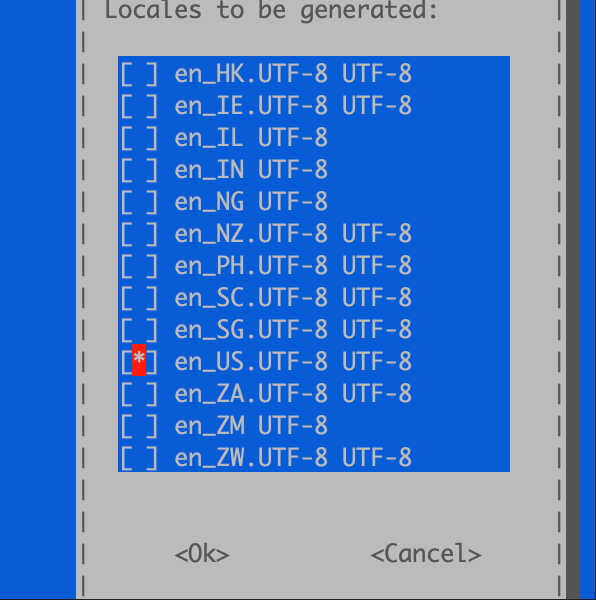 Locales to be generated:
[ ] en_HK.UTF-8 UTF-8
[ ] en_IE.UTF-8 UTF-8
[ ] en_IL UTF-8
[ ] en_IN UTF-8
[ ] en_NG UTF-8
[ ] en_NZ.UTF-8 UTF-8
[ ] en_PH.UTF-8 UTF-8
[ ] en_SC.UTF-8 UTF-8
[ ] en_SG.UTF-8 UTF-8
[*] en_US.UTF-8 UTF-8
[ ] en_ZA.UTF-8 UTF-8
[ ] en_ZM UTF-8
[ ] en_ZW.UTF-8 UTF-8
<Ok> <Cancel>